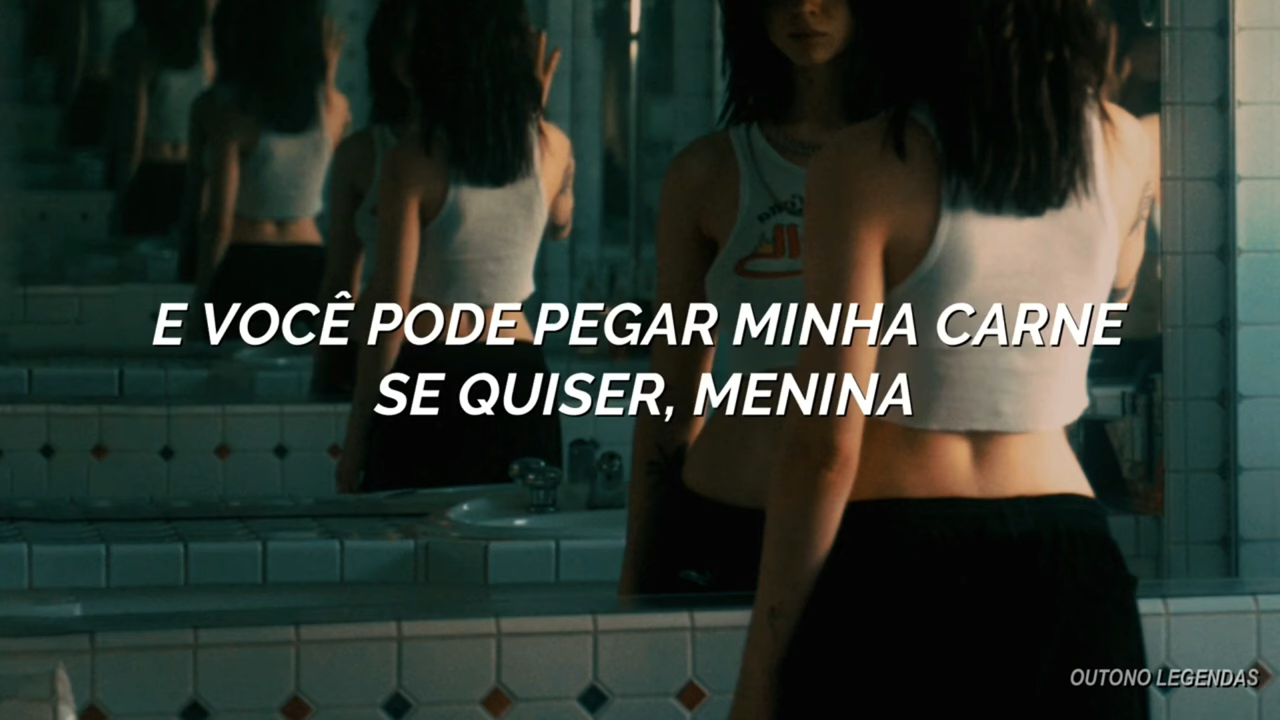 E VOCÊ PODE PEGAR MINHA CARNE
SE QUISER, MENINA
OUTONO LEGENDAS